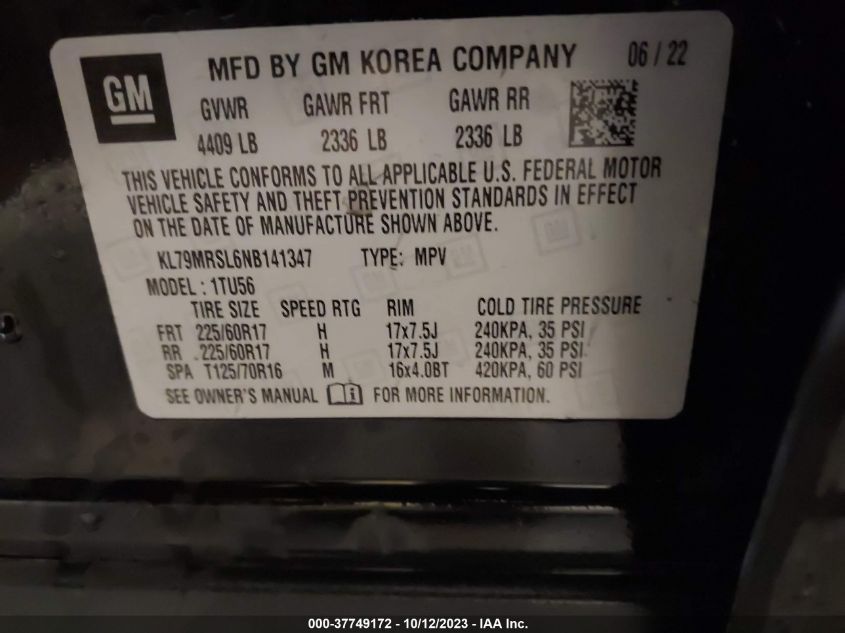 GM
MFD BY GM KOREA COMPANY 06 / 22
GVWR GAWR FRT GAWR RR
4409 LB 2336 LB 2336 LB
THIS VEHICLE CONFORMS TO ALL APPLICABLE U.S. FEDERAL MOTOR
VEHICLE SAFETY AND THEFT PREVENTION STANDARDS IN EFFECT
ON THE DATE OF MANUFACTURE SHOWN ABOVE.
KL79MRSL6NB141347 TYPE: MPV
MODEL : 1TU56
TIRE SIZE SPEED RTG RIM COLD TIRE PRESSURE
FRT 225/60R17 H 17x7.5J 240KPA, 35 PSI
RR 225/60R17 H 17x7.5J 240KPA, 35 PSI
SPA T125/70R16 M 16x4.0BT 420KPA, 60 PSI
SEE OWNER'S MANUAL FOR MORE INFORMATION.
000-37749172 - 10/12/2023 - IAA Inc.